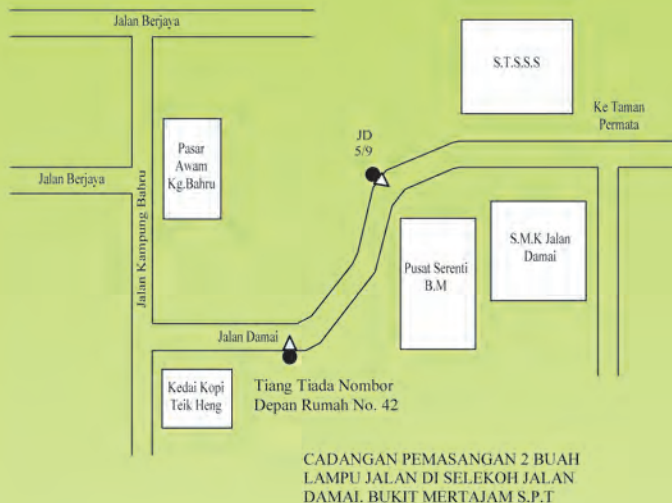 Jalan Berjaya
S.T.S.S.S
Ke Taman
Permata
JD
5/9
Pasar
Awam
Kg.Bahru
Jalan Berjaya
Jalan Kampung Bahru
S.M.K Jalan
Damai
Pusat Serenti
B.M
Jalan Damai
Kedai Kopi
Teik Heng
Tiang Tiada Nombor
Depan Rumah No. 42
CADANGAN PEMASANGAN 2 BUAH
LAMPU JALAN DI SELEKOH JALAN
DAMAI, BUKIT MERTAJAM S.P.T